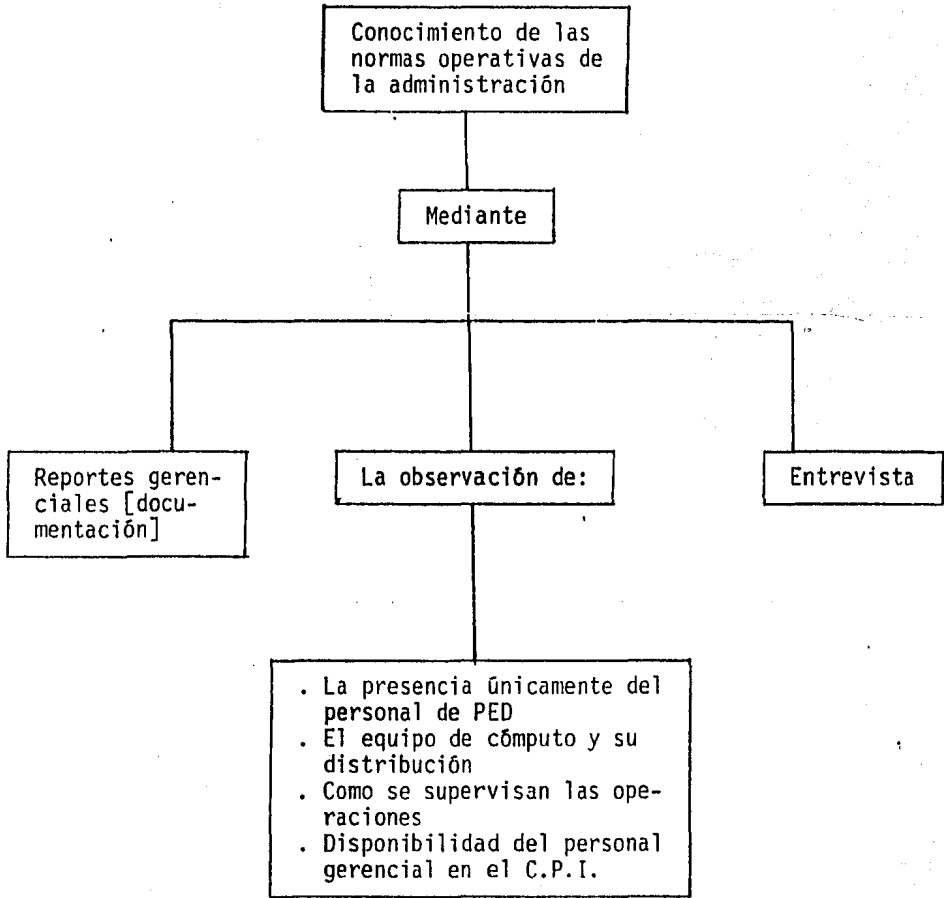 Conocimiento de las
normas operativas de
la administración
Mediante
Reportes geren-
ciales [docu-
mentación]
La observación de:
Entrevista
. La presencia únicamente del
personal de PED
. El equipo de cómputo y su
distribución
. Como se supervisan las ope-
raciones
. Disponibilidad del personal
gerencial en el C.P.I.